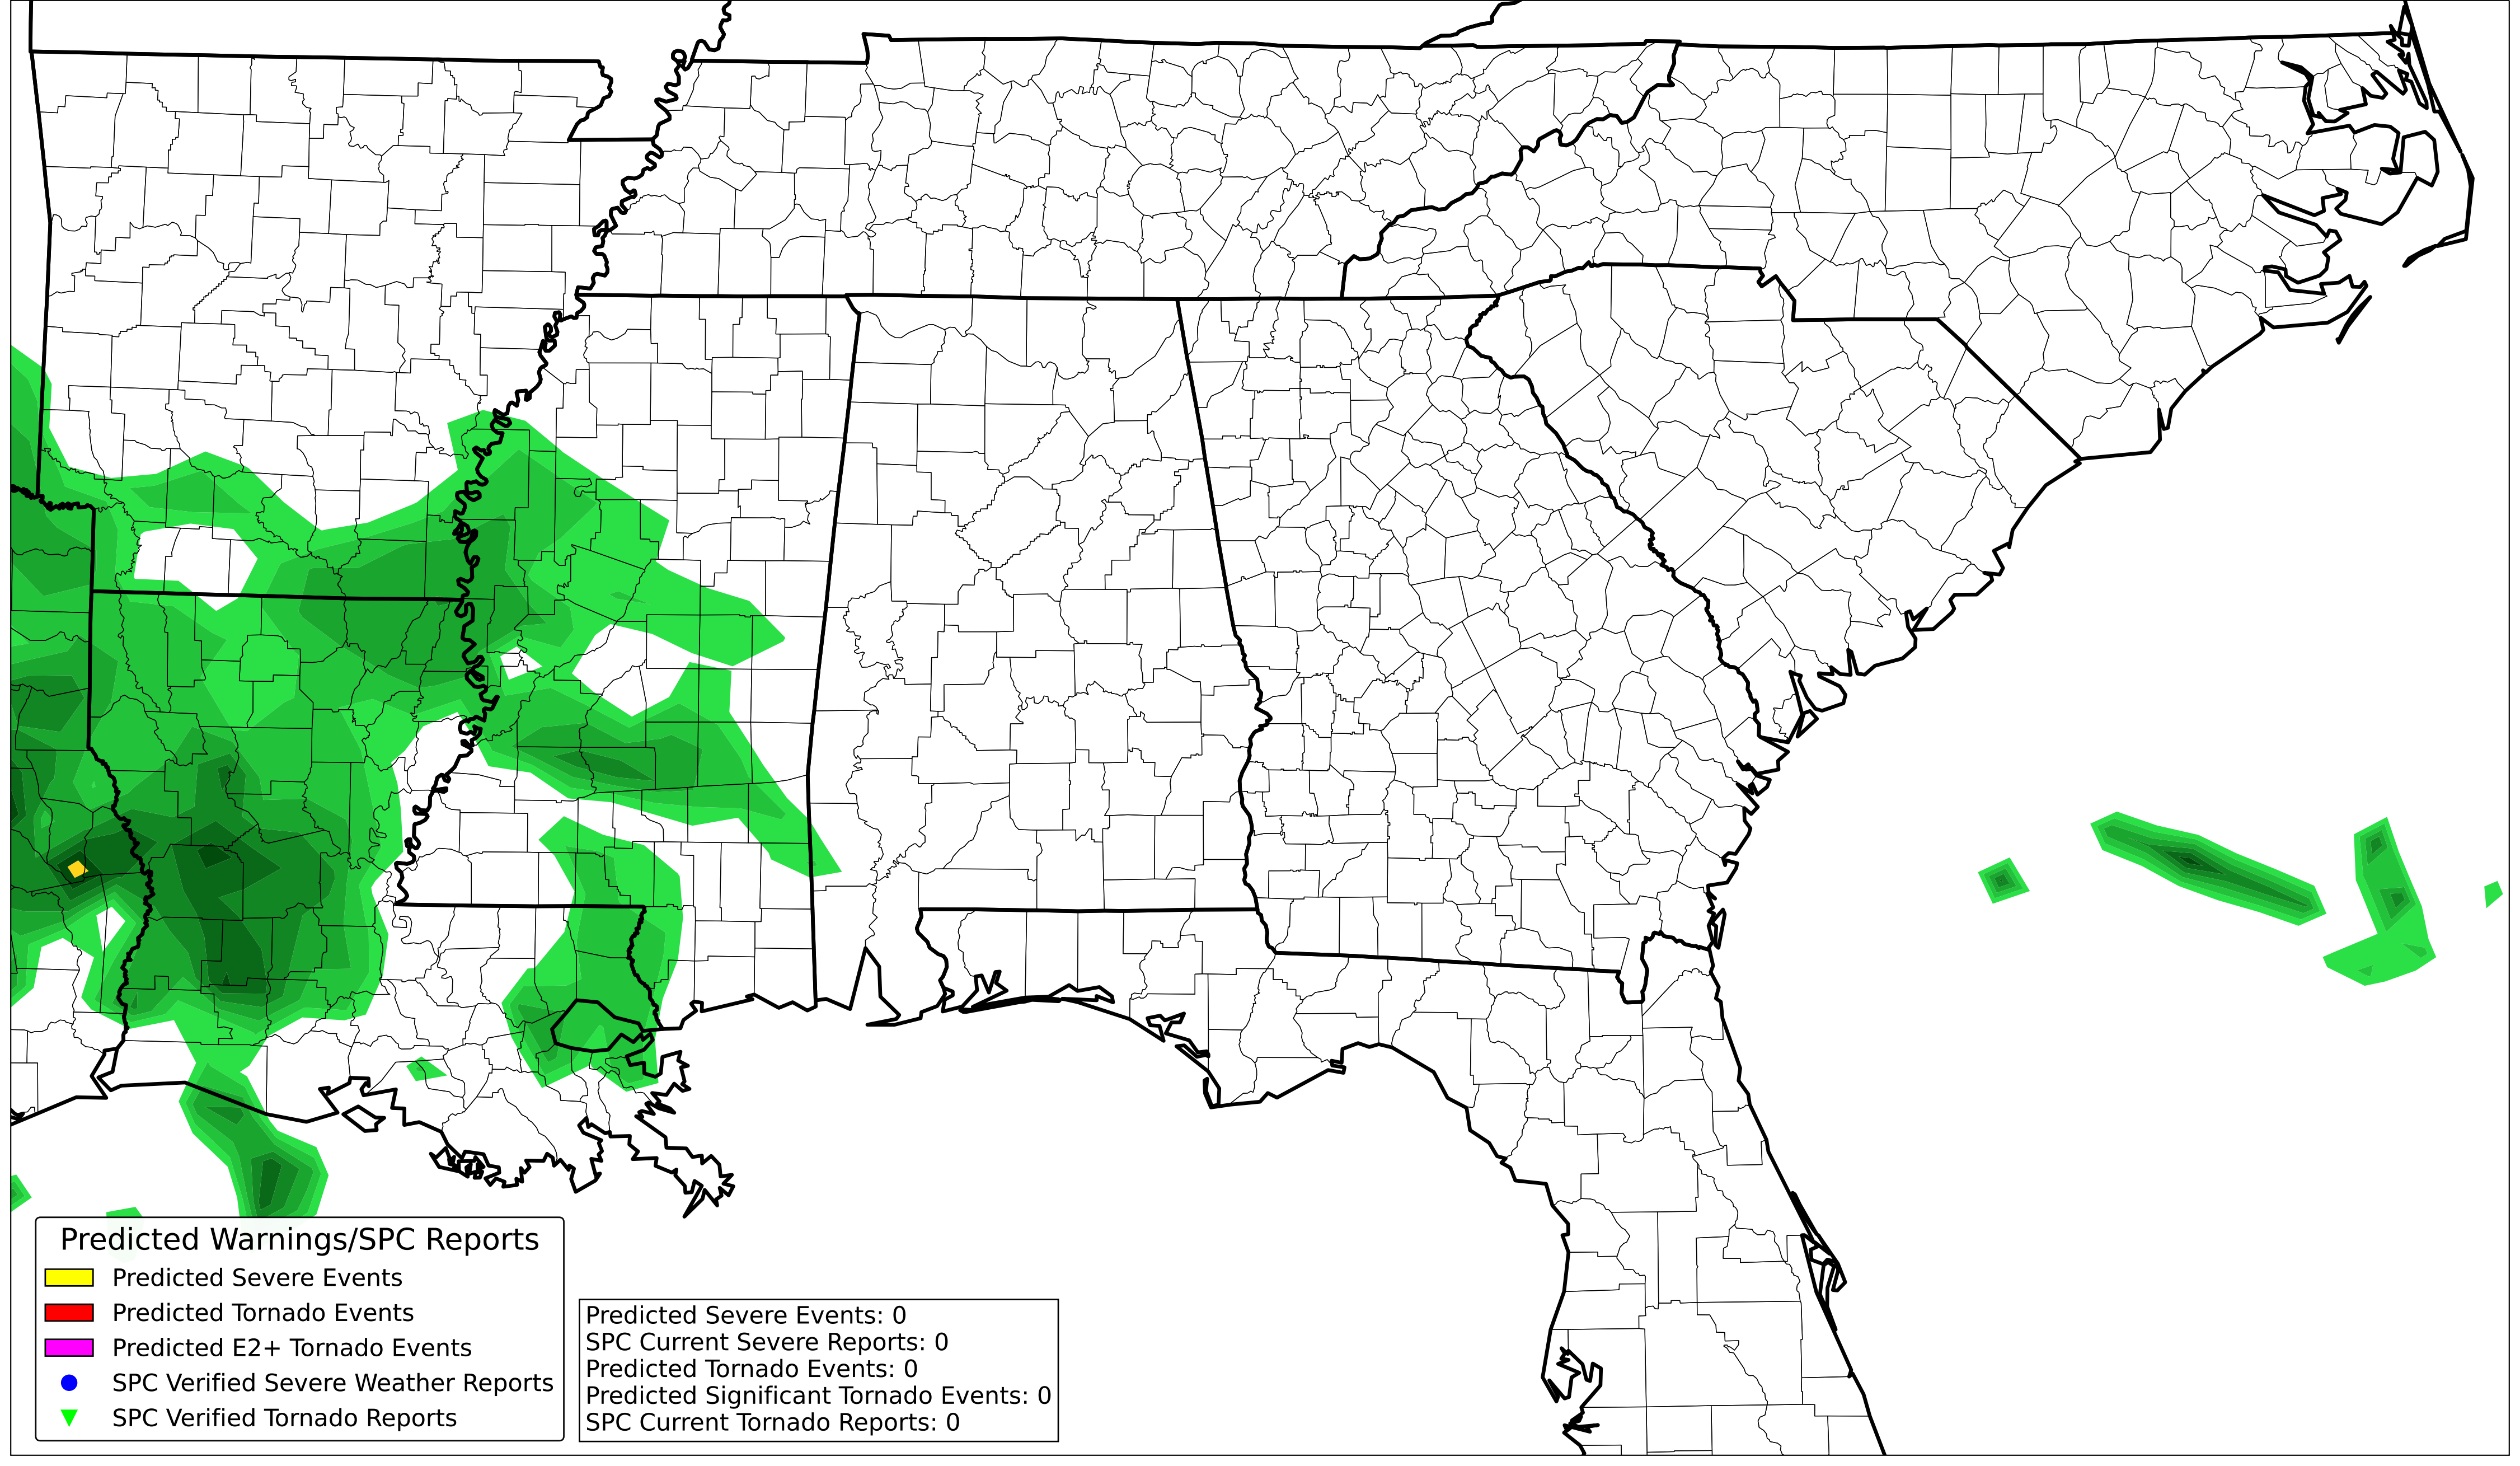 Predicted Warnings/SPC Reports
Predicted Severe Events
Predicted Tornado Events
Predicted E2+ Tornado Events
SPC Verified Severe Weather Reports
SPC Verified Tornado Reports
Predicted Severe Events: 0
SPC Current Severe Reports: 0
Predicted Tornado Events: 0
Predicted Significant Tornado Events: 0
SPC Current Tornado Reports: 0